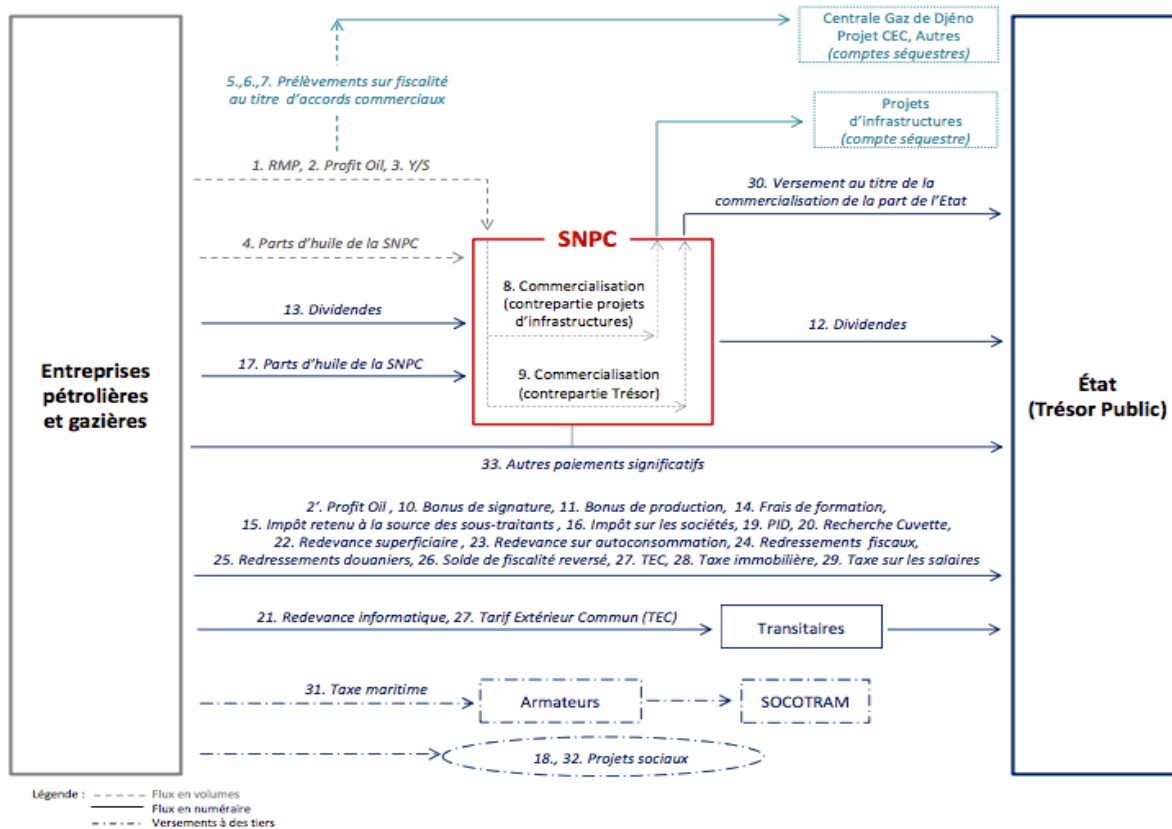 Centrale Gaz de Djéno
Projet CEC, Autres
(comptes séquestres)
5.,6.,7. Prélèvements sur fiscalité
au titre d’accords commerciaux
Projets
d’infrastructures
(compte séquestre)
1. RMP, 2. Profit Oil, 3. Y/S
30. Versement au titre de la
commercialisation de la part de l’Etat
SNPC
4. Parts d’huile de la SNPC
8. Commercialisation
(contrepartie projets
d’infrastructures)
13. Dividendes
12. Dividendes
17. Parts d’huile de la SNPC
9. Commercialisation
(contrepartie Trésor)
Entreprises
pétrolières
et gazières
État
(Trésor Public)
33. Autres paiements significatifs
2’. Profit Oil , 10. Bonus de signature, 11. Bonus de production, 14. Frais de formation,
15. Impôt retenu à la source des sous-traitants , 16. Impôt sur les sociétés, 19. PID, 20. Recherche Cuvette,
22. Redevance superficiaire , 23. Redevance sur autoconsommation, 24. Redressements fiscaux,
25. Redressements douaniers, 26. Solde de fiscalité reversé, 27. TEC, 28. Taxe immobilière, 29. Taxe sur les salaires
21. Redevance informatique, 27. Tarif Extérieur Commun (TEC)
Transitaires
31. Taxe maritime
Armateurs
SOCOTRAM
18., 32. Projets sociaux
Légende :
Flux en volumes
Flux en numéraire
Versements à des tiers